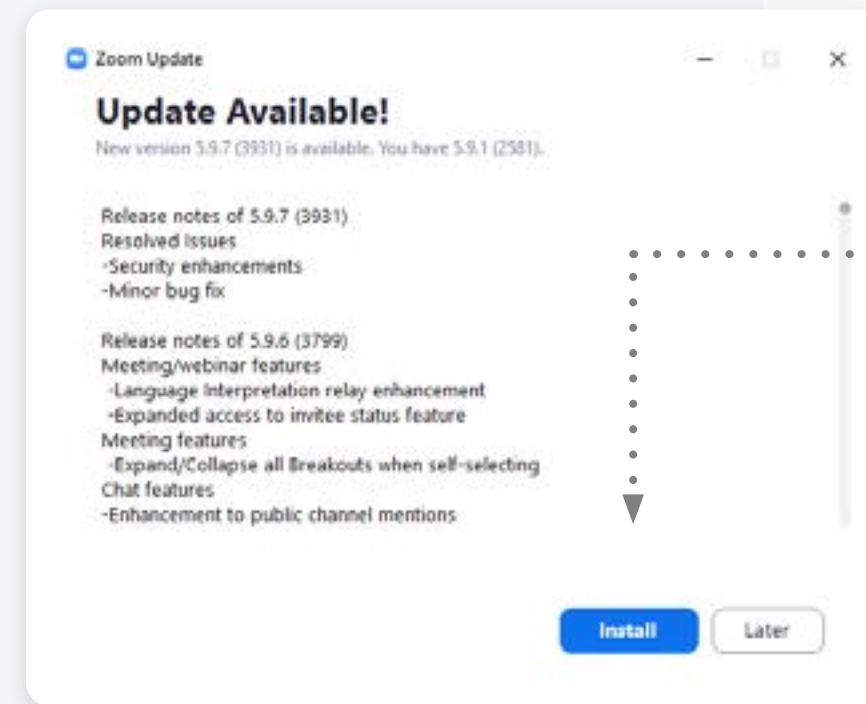 Zoom Update
Update Available!
New version 5.9.7 (3931) is available. You have 5.9.1 (2581).
Release notes of 5.9.7 (3931)
Resolved Issues
-Security enhancements
-Minor bug fix
Release notes of 5.9.6 (3799)
Meeting/webinar features
-Language Interpretation relay enhancement
-Expanded access to invitee status feature
Meeting features
-Expand/Collapse all Breakouts when self-selecting
Chat features
-Enhancement to public channel mentions
Install
Later